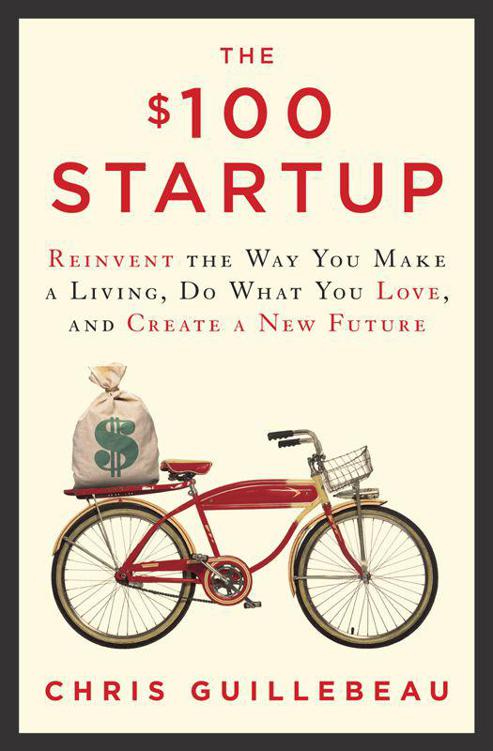 THE
$100
STARTUP
REINVENT THE WAY YOU MAKE
A LIVING, DO WHAT YOU LOVE,
AND CREATE A NEW FUTURE
$
CHRIS GUILLEBEAU